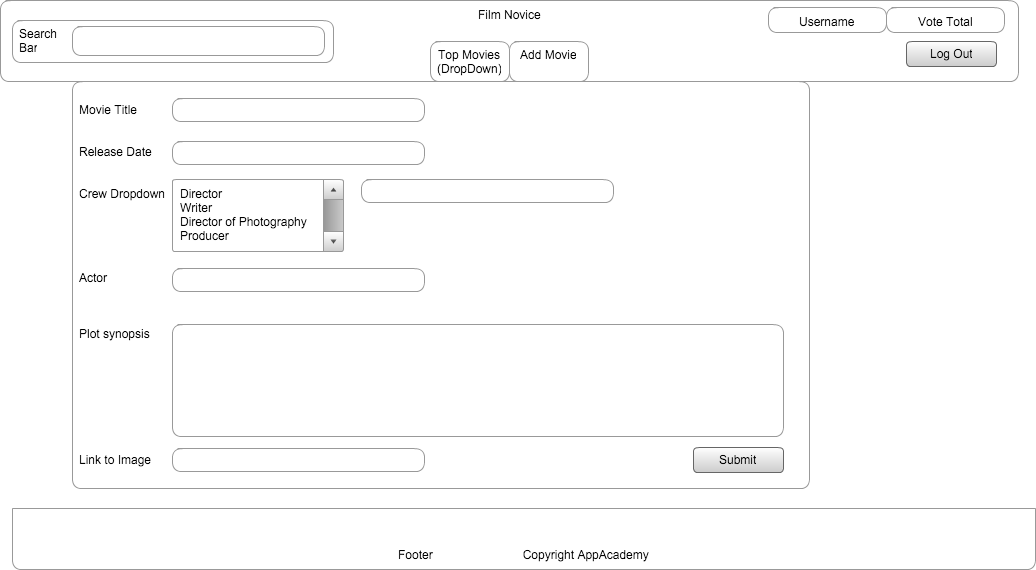 Film Novice
Search
Bar
Username
Vote Total
Top Movies
(DropDown)
Add Movie
Log Out
Movie Title
Release Date
Crew Dropdown
Director
Writer
Director of Photography
Producer
Actor
Plot synopsis
Link to Image
Submit
Footer
Copyright AppAcademy